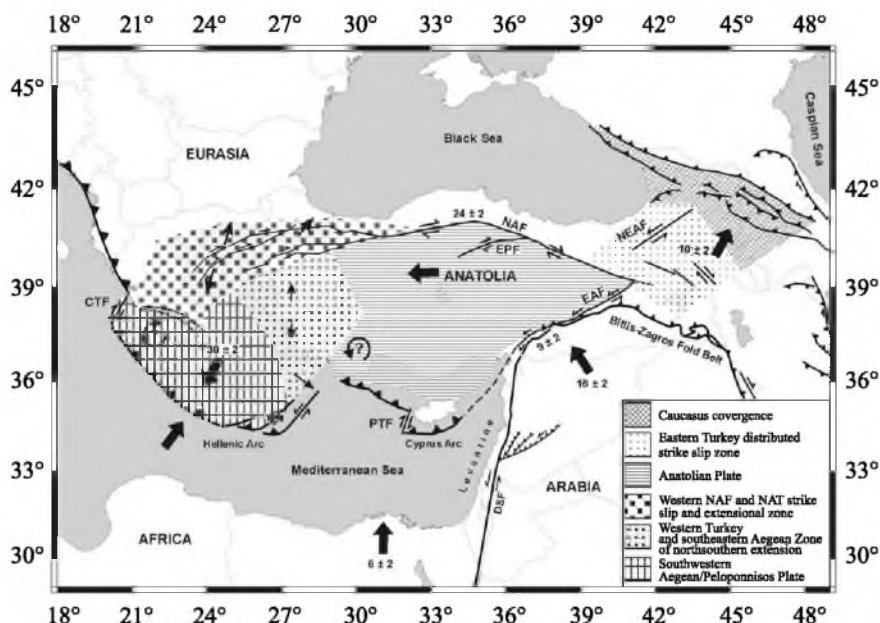 18° 21° 24° 27° 30° 33° 36° 39° 42° 45° 48°
45° 45°
Caspian Sea
Black Sea
EURASIA
42° 42°
24 ± 2
NAF
NEAF
EPF
10 ± 2
ANATOLIA
39° 39°
CTF
EAF
Bitlis-Zagros Fold Belt
30 ± 2
?
9 ± 2
36° 36°
18 ± 2
PTF
Hellenic Arc
Cyprus Arc
Levantine
Mediterranean Sea
33° 33°
DSF
ARABIA
AFRICA
30° 30°
6 ± 2
Caucasus covergence
Eastern Turkey distributed
strike slip zone
Anatolian Plate
Western NAF and NAT strike
slip and extensional zone
Western Turkey
and southeastern Aegean Zone
of northsouthern extension
Southwestern
Aegean/Peloponnisos Plate
18° 21° 24° 27° 30° 33° 36° 39° 42° 45° 48°